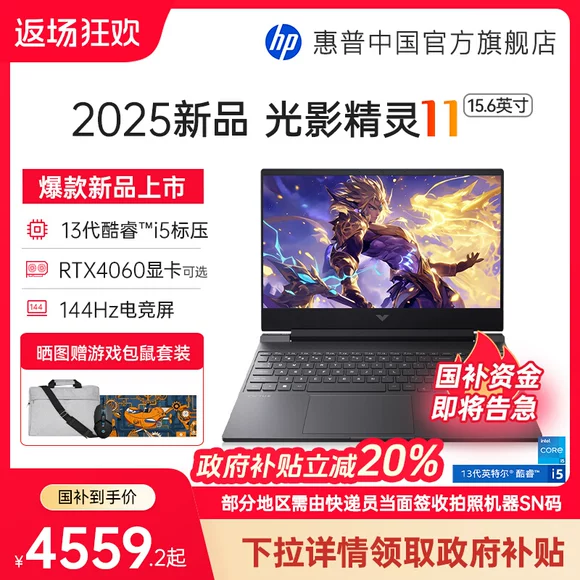 返场狂欢
hp 惠普中国官方旗舰店
2025新品 光影精灵11 15.6英寸
爆款新品上市
13代酷睿™i5标压
RTX4060显卡可选
144 144Hz电竞屏
晒图赠游戏包鼠套装
国补资金
即将告急
政府补贴立减20%
intel
CORE
i5
13代英特尔® 酷睿™ i5
国补到手价
部分地区需由快递员当面签收拍照机器SN码
¥4559.2起
下拉详情领取政府补贴